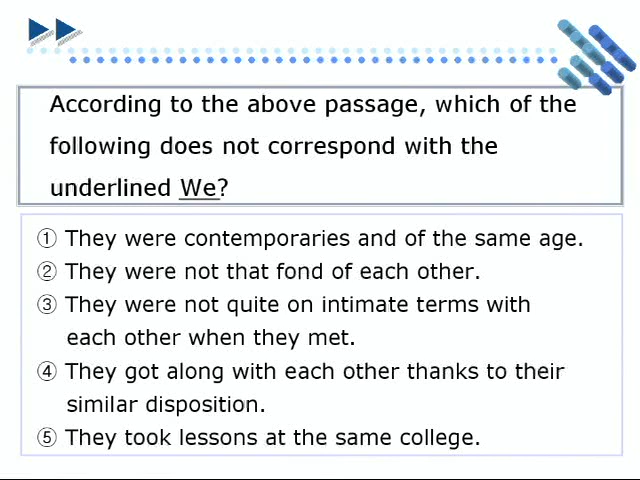 According to the above passage, which of the
following does not correspond with the
underlined We?
① They were contemporaries and of the same age.
② They were not that fond of each other.
③ They were not quite on intimate terms with
each other when they met.
④ They got along with each other thanks to their
similar disposition.
⑤ They took lessons at the same college.